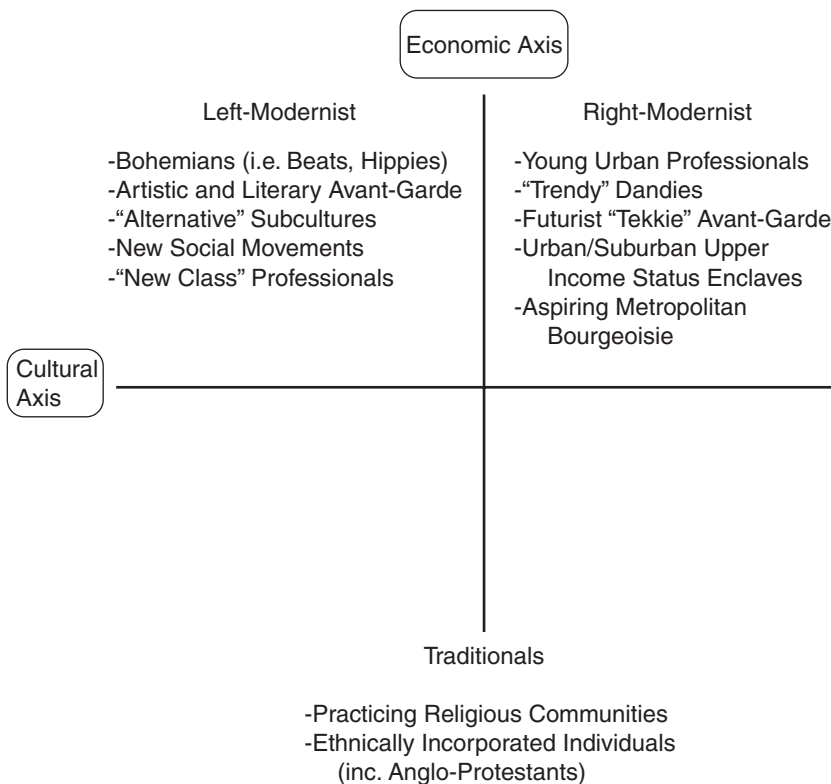 Economic Axis
Left-Modernist
-Bohemians (i.e. Beats, Hippies)
-Artistic and Literary Avant-Garde
-“Alternative” Subcultures
-New Social Movements
-“New Class” Professionals
Right-Modernist
-Young Urban Professionals
-“Trendy” Dandies
-Futurist “Tekkie” Avant-Garde
-Urban/Suburban Upper
Income Status Enclaves
-Aspiring Metropolitan
Bourgeoisie
Cultural
Axis
Traditionals
-Practicing Religious Communities
-Ethnically Incorporated Individuals
(inc. Anglo-Protestants)